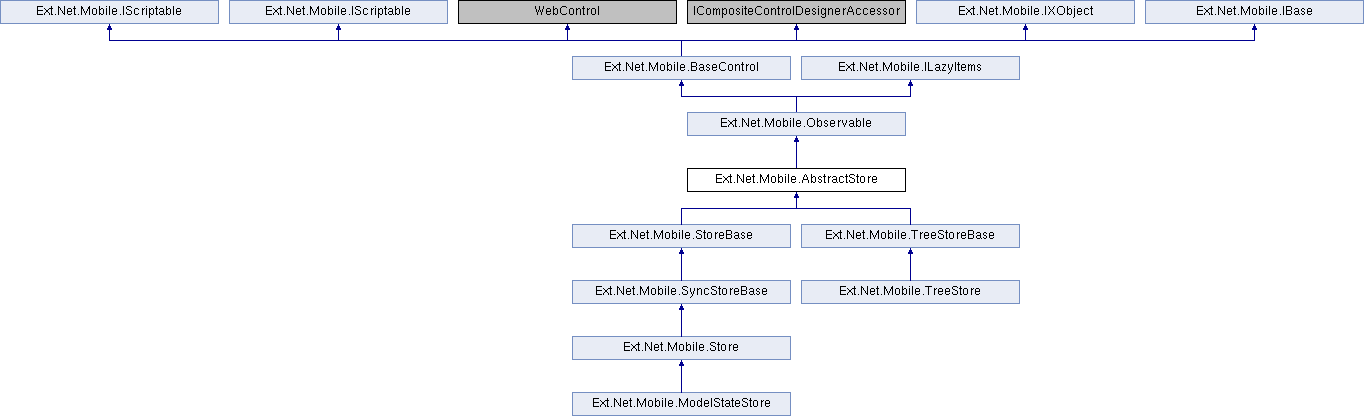 Ext.Net.Mobile.IScriptable
Ext.Net.Mobile.IScriptable
WebControl
ICompositeControlDesignerAccessor
Ext.Net.Mobile.IXObject
Ext.Net.Mobile.IBase
Ext.Net.Mobile.BaseControl
Ext.Net.Mobile.ILazyItems
Ext.Net.Mobile.Observable
Ext.Net.Mobile.AbstractStore
Ext.Net.Mobile.StoreBase
Ext.Net.Mobile.TreeStoreBase
Ext.Net.Mobile.SyncStoreBase
Ext.Net.Mobile.TreeStore
Ext.Net.Mobile.Store
Ext.Net.Mobile.ModelStateStore